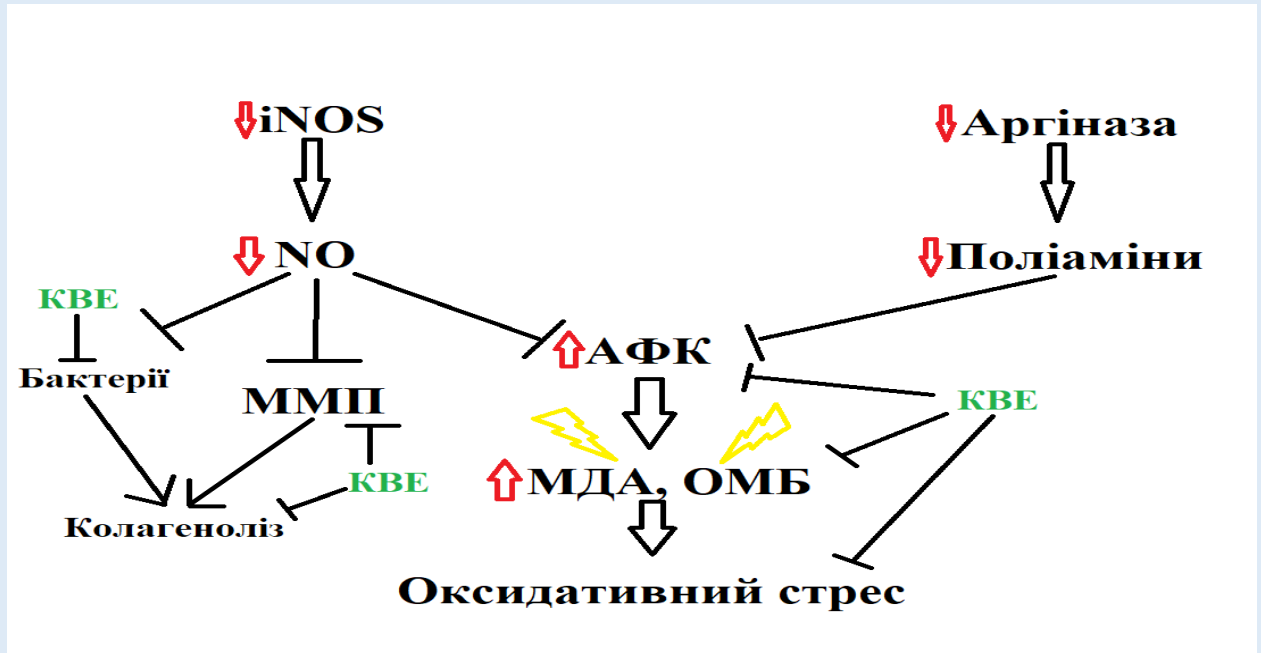 iNOS
Аргіназа
NO
Поліаміни
КВЕ
Бактерії
АФК
ММП
КВЕ
МДА, ОМБ
КВЕ
Колагеноліз
Оксидативний стрес